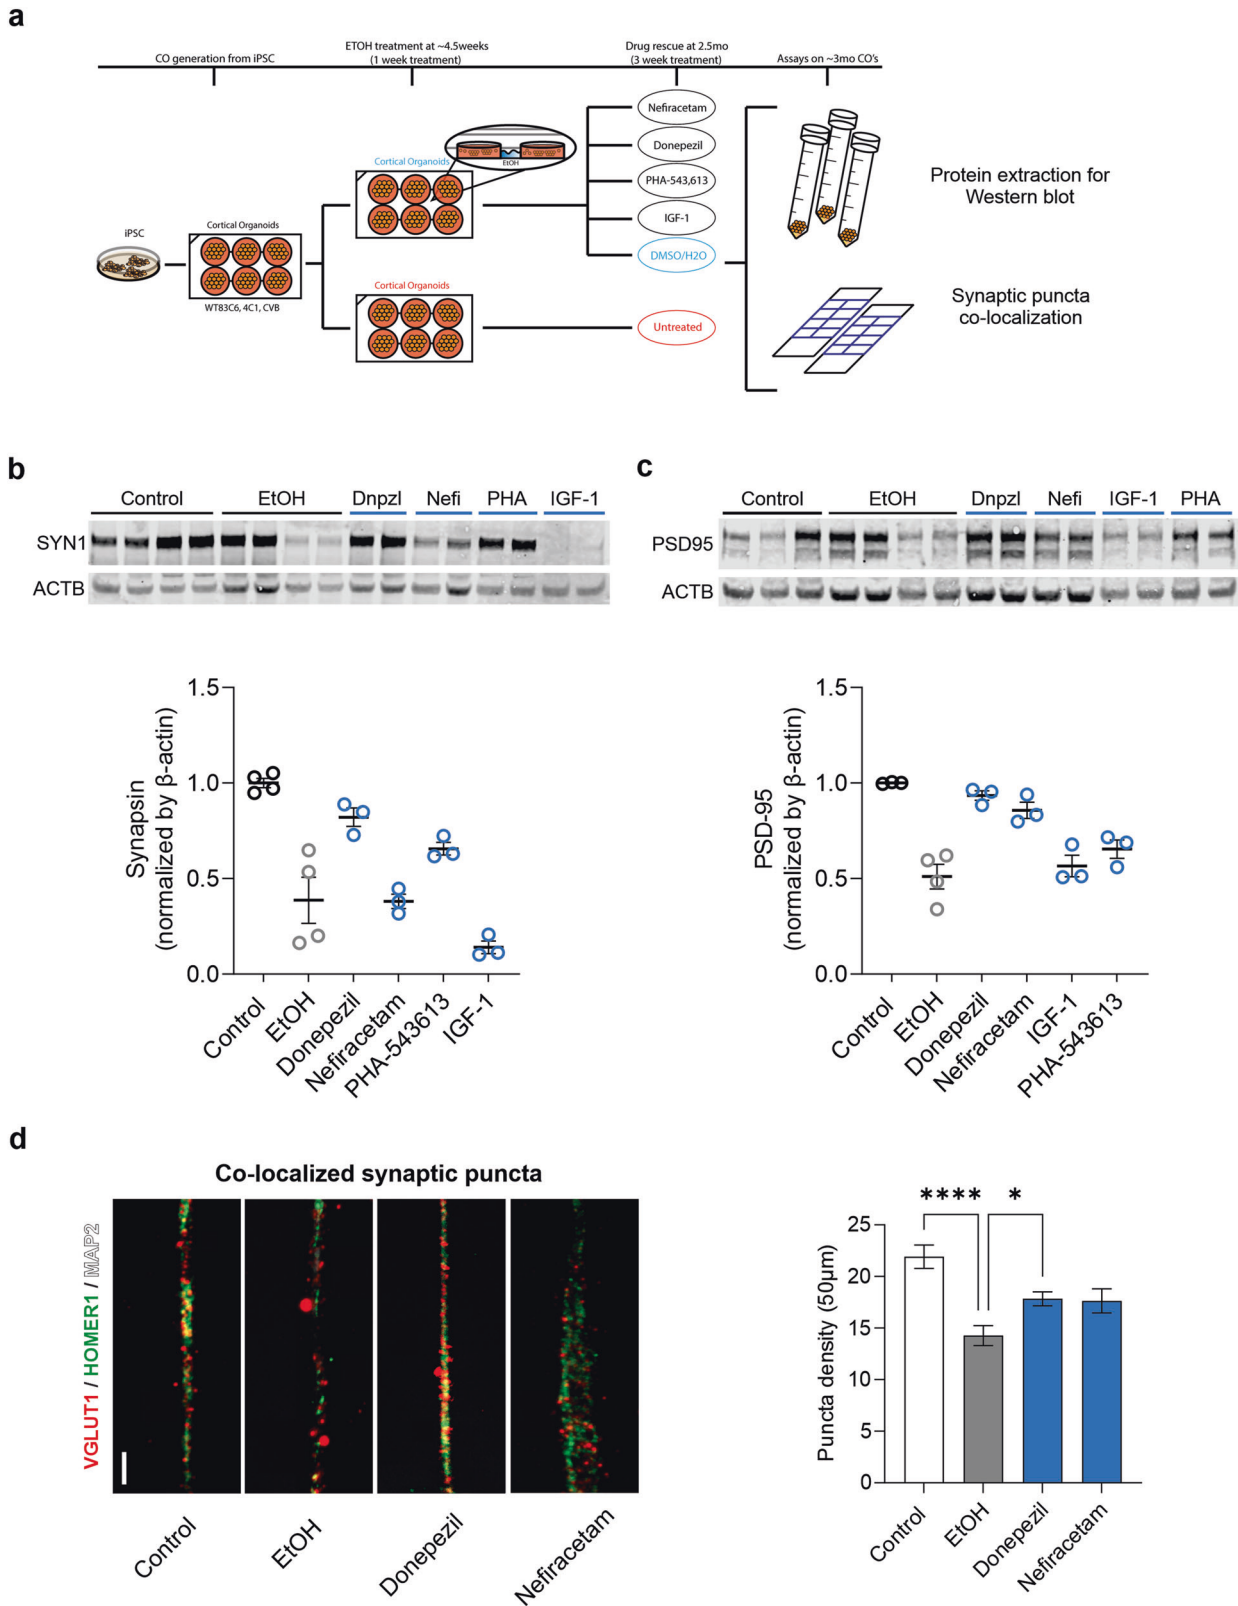 a
CO generation from iPSC
ETOH treatment at ~4.5weeks
(1 week treatment)
Drug rescue at 2.5mo
(3 week treatment)
Assays on ~3mo CO's
iPSC
Cortical Organoids
WT83C6, 4C1, CVB
Cortical Organoids
EtOH
Cortical Organoids
Nefiracetam
Donepezil
PHA-543,613
IGF-1
DMSO/H2O
Untreated
Protein extraction for
Western blot
Synaptic puncta
co-localization
b
Control EtOH Dnpzl Nefi PHA IGF-1
SYN1
ACTB
Synapsin
(normalized by β-actin)
1.5
1.0
0.5
0.0
Control
EtOH
Donepezil
Nefiracetam
PHA-543613
IGF-1
c
Control EtOH Dnpzl Nefi IGF-1 PHA
PSD95
ACTB
PSD-95
(normalized by β-actin)
1.5
1.0
0.5
0.0
Control
EtOH
Donepezil
Nefiracetam
IGF-1
PHA-543613
d
Co-localized synaptic puncta
VGLUT1 / HOMER1 / MAP2
Control
EtOH
Donepezil
Nefiracetam
**** *
Puncta density (50µm)
25
20
15
10
5
0
Control
EtOH
Donepezil
Nefiracetam